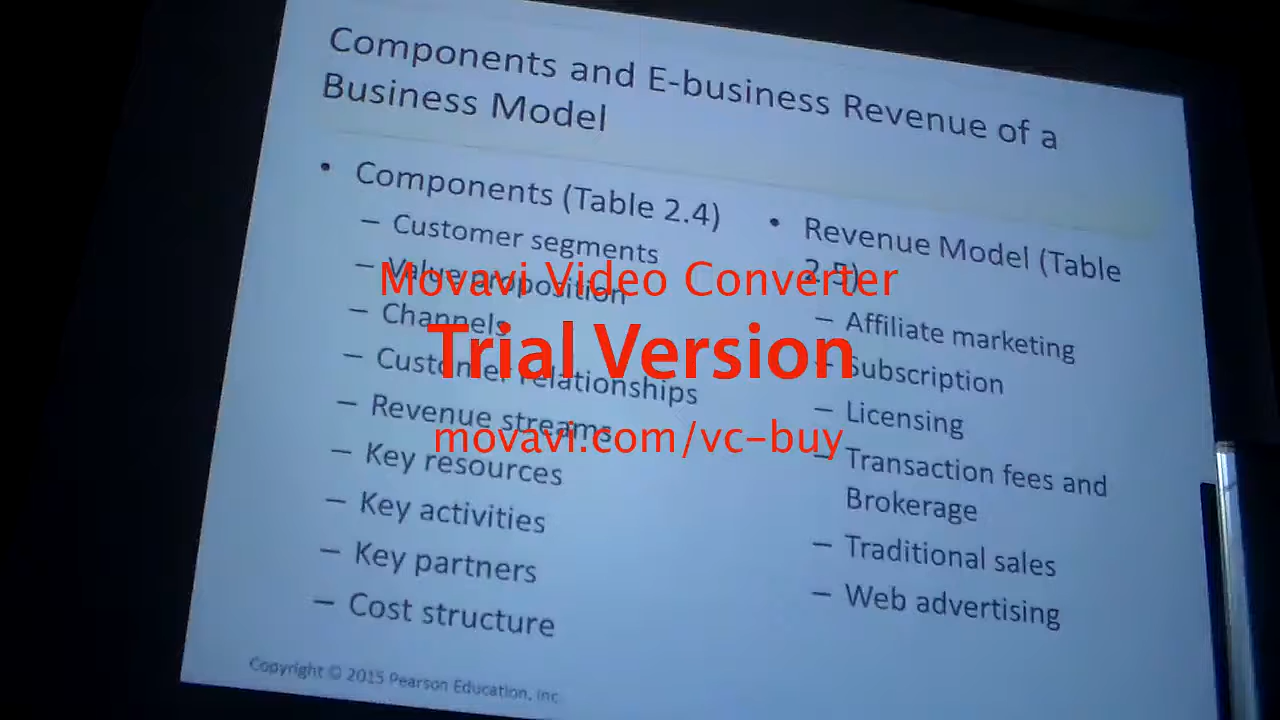 Components and E-business Revenue of a
Business Model
• Components (Table 2.4)
– Customer segments
– Value proposition
– Channels
– Customer relationships
– Revenue streams
– Key resources
– Key activities
– Key partners
– Cost structure
• Revenue Model (Table
2.5)
– Affiliate marketing
– Subscription
– Licensing
– Transaction fees and
Brokerage
– Traditional sales
– Web advertising
Copyright © 2015 Pearson Education, Inc
Movavi Video Converter
Trial Version
movavi.com/vc-buy